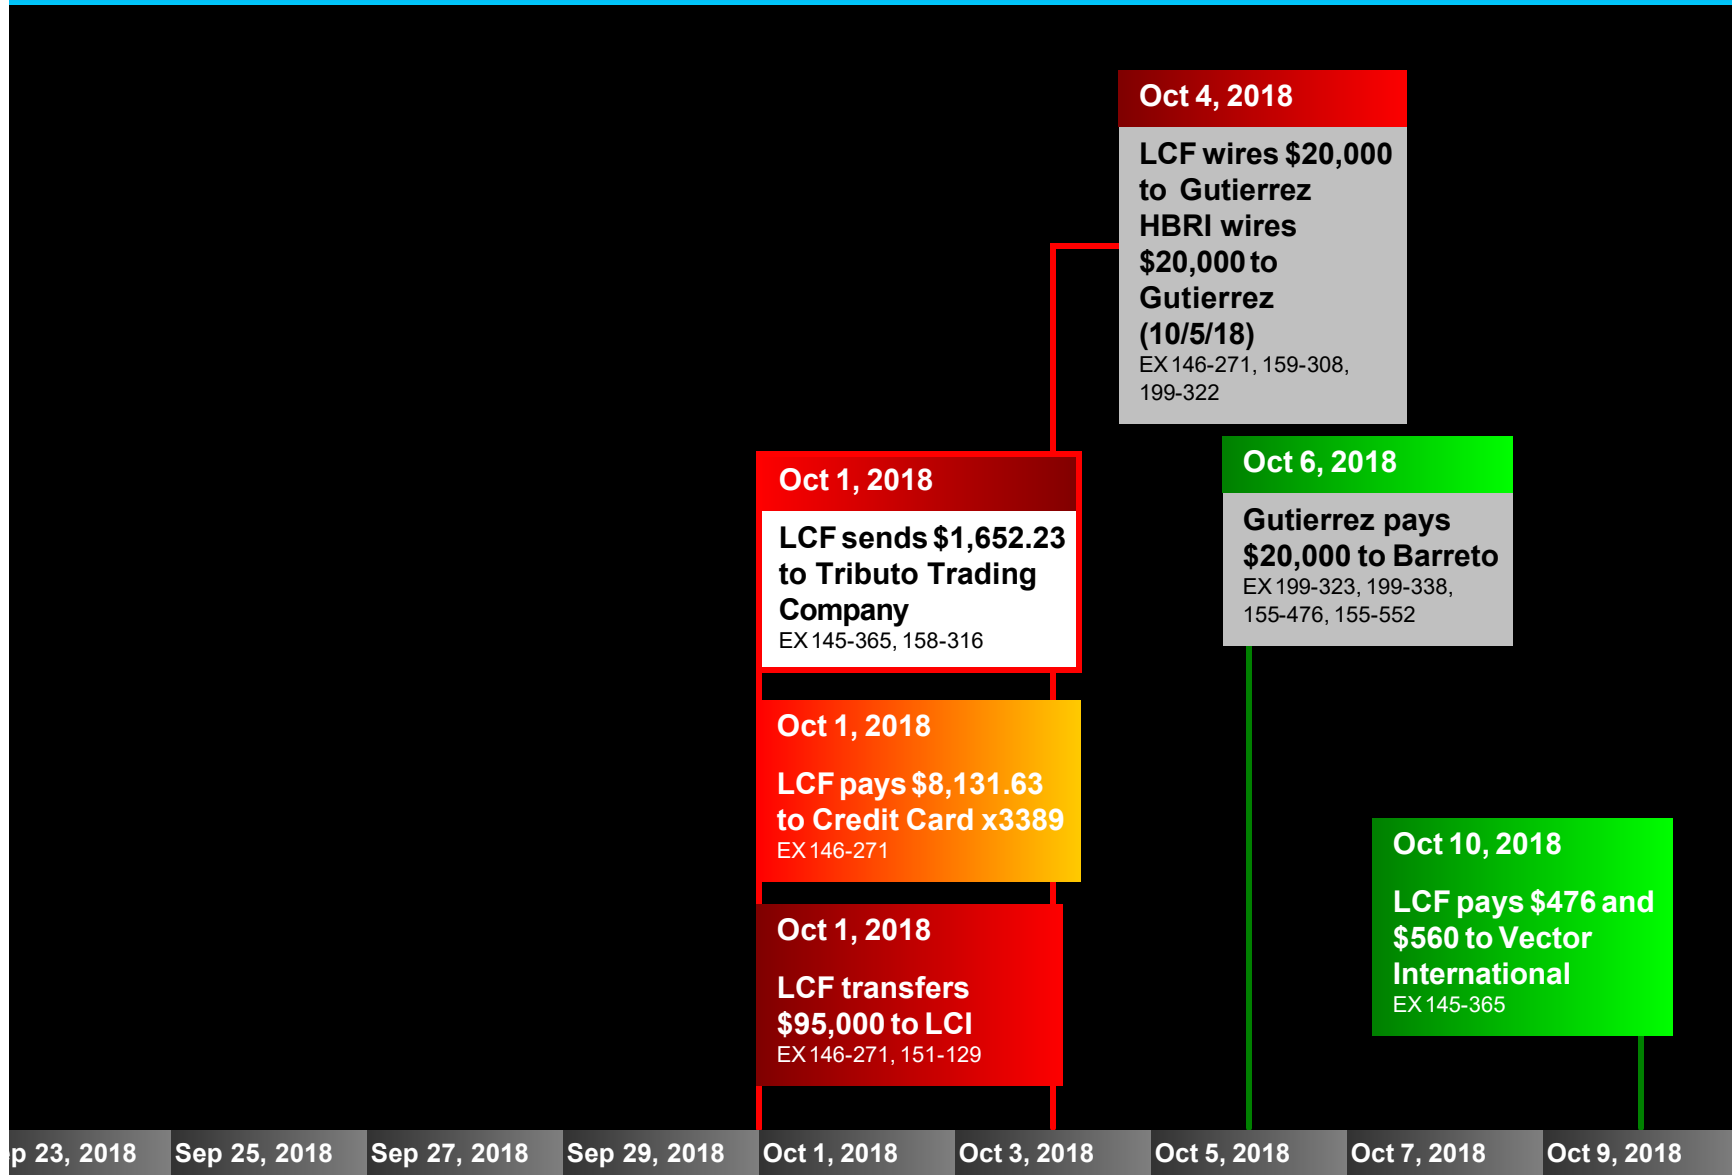 Oct 4, 2018
LCF wires $20,000
to Gutierrez
HBRI wires
$20,000 to
Gutierrez
(10/5/18)
EX 146-271, 159-308,
199-322
Oct 1, 2018
LCF sends $1,652.23
to Tributo Trading
Company
EX 145-365, 158-316
Oct 6, 2018
Gutierrez pays
$20,000 to Barreto
EX 199-323, 199-338,
155-476, 155-552
Oct 1, 2018
LCF pays $8,131.63
to Credit Card x3389
EX 146-271
Oct 10, 2018
LCF pays $476 and
$560 to Vector
International
EX 145-365
Oct 1, 2018
LCF transfers
$95,000 to LCI
EX 146-271, 151-129
p 23, 2018 Sep 25, 2018 Sep 27, 2018 Sep 29, 2018 Oct 1, 2018 Oct 3, 2018 Oct 5, 2018 Oct 7, 2018 Oct 9, 2018